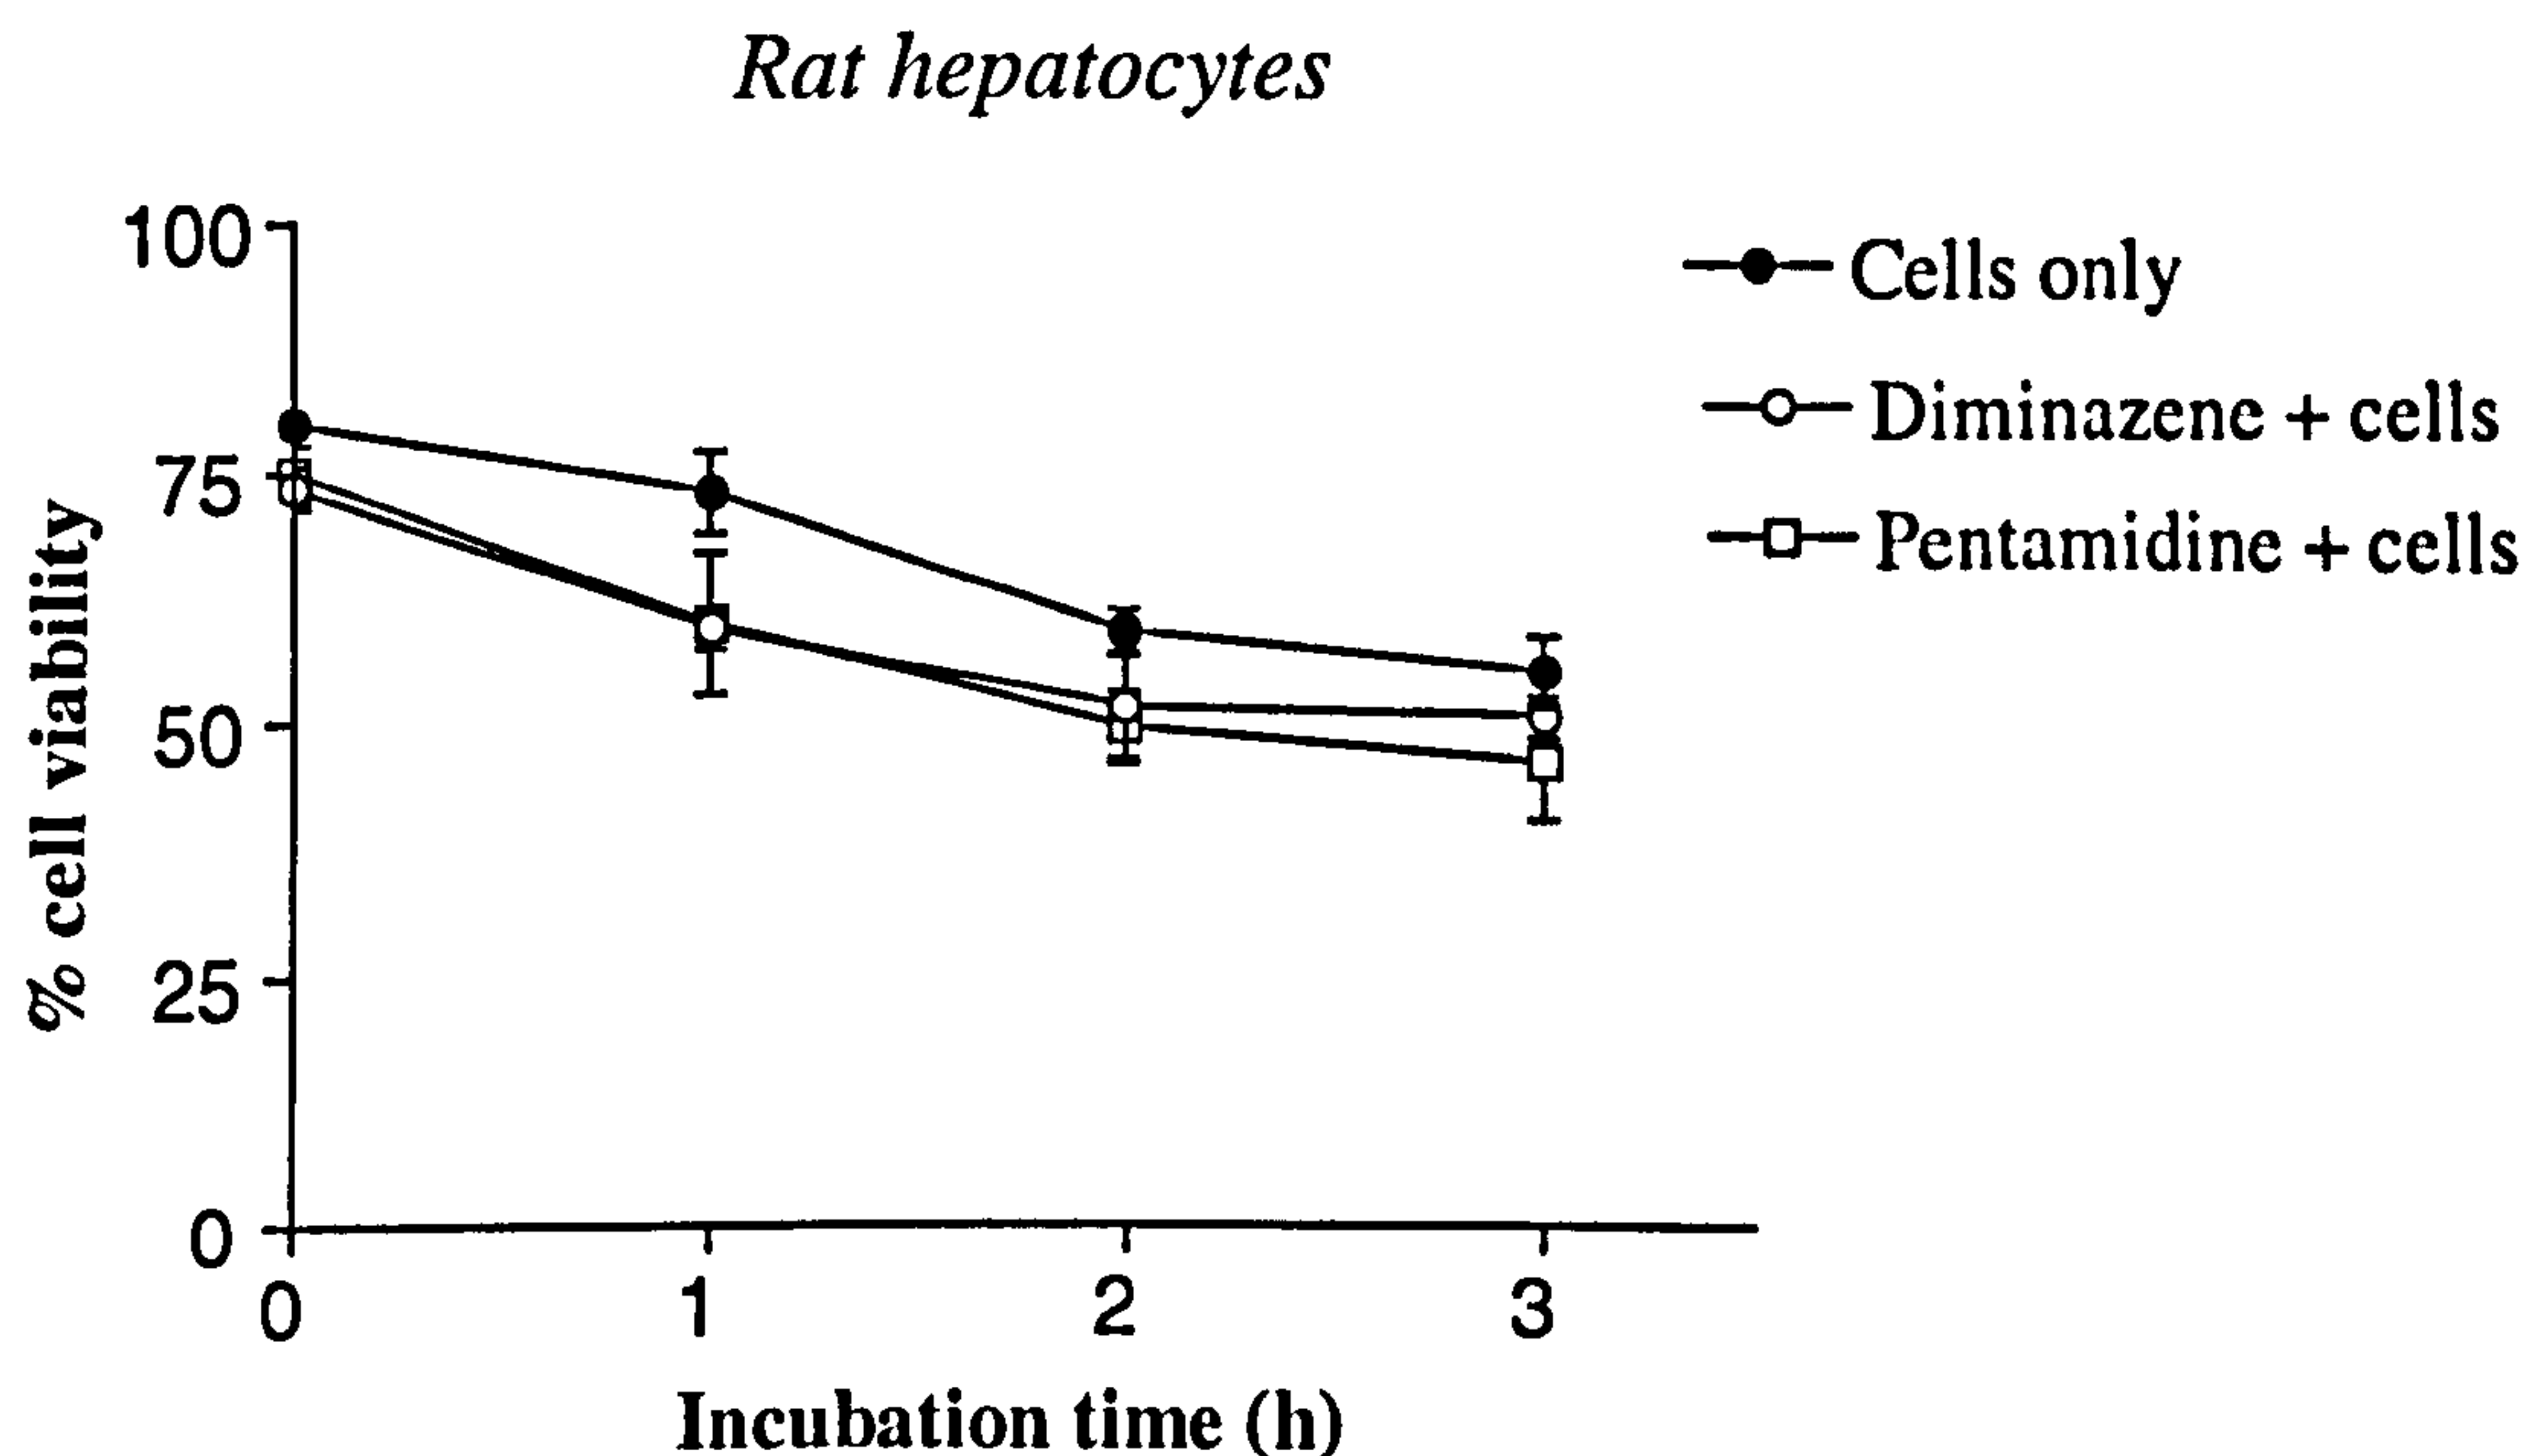 Rat hepatocytes
100
75
50
25
0
% cell viability
0
1
2
3
Incubation time (h)
Cells only
Diminazene + cells
Pentamidine + cells